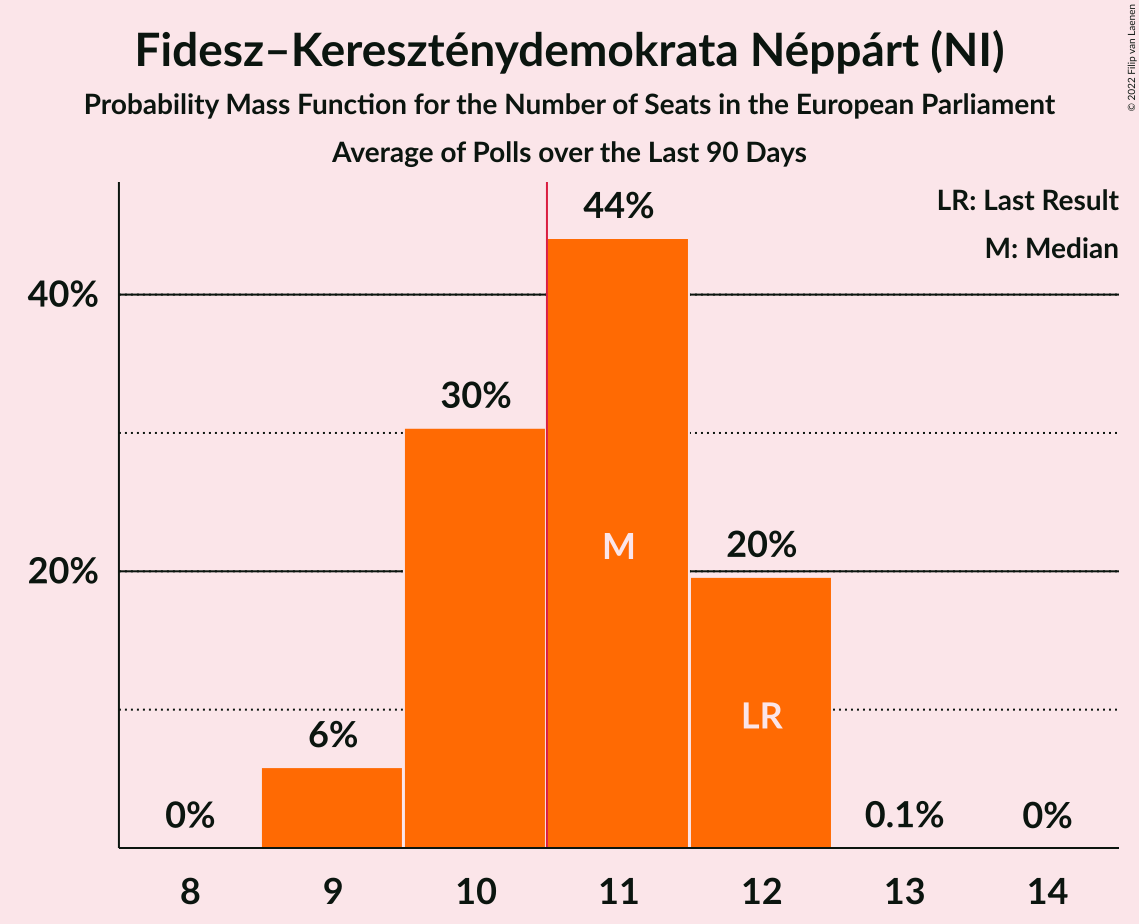 Fidesz–Kereszténydemokrata Néppárt (NI)
Probability Mass Function for the Number of Seats in the European Parliament
Average of Polls over the Last 90 Days
© 2022 Filip van Laenen
LR: Last Result
M: Median
44%
40%
30%
M
20%
20%
LR
6%
0%
0.1%
0%
8 9 10 11 12 13 14